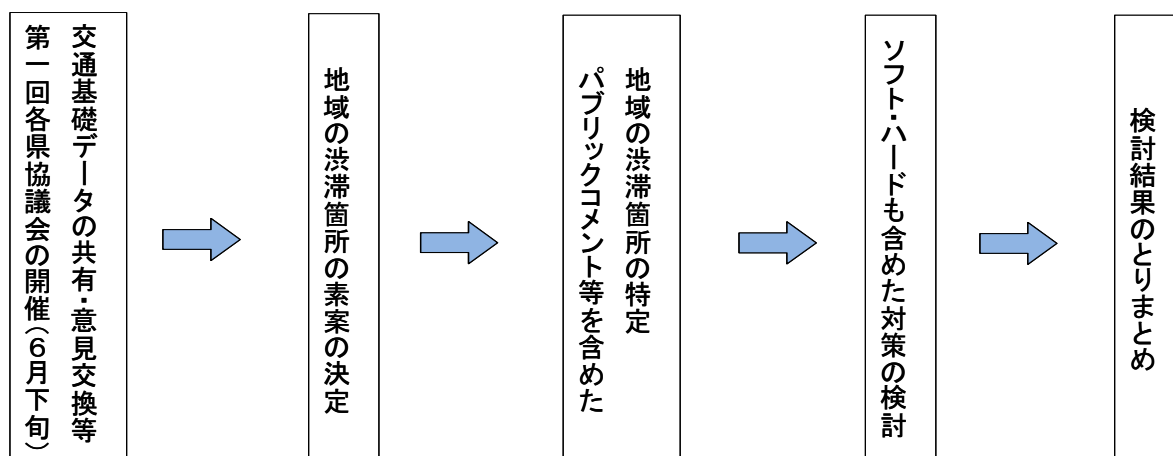 第一回各県協議会の開催(6月下旬)
交通基礎データの共有・意見交換等
地域の渋滞箇所の素案の決定
パブリックコメント等を含めた
地域の渋滞箇所の特定
ソフト・ハードも含めた対策の検討
検討結果のとりまとめ